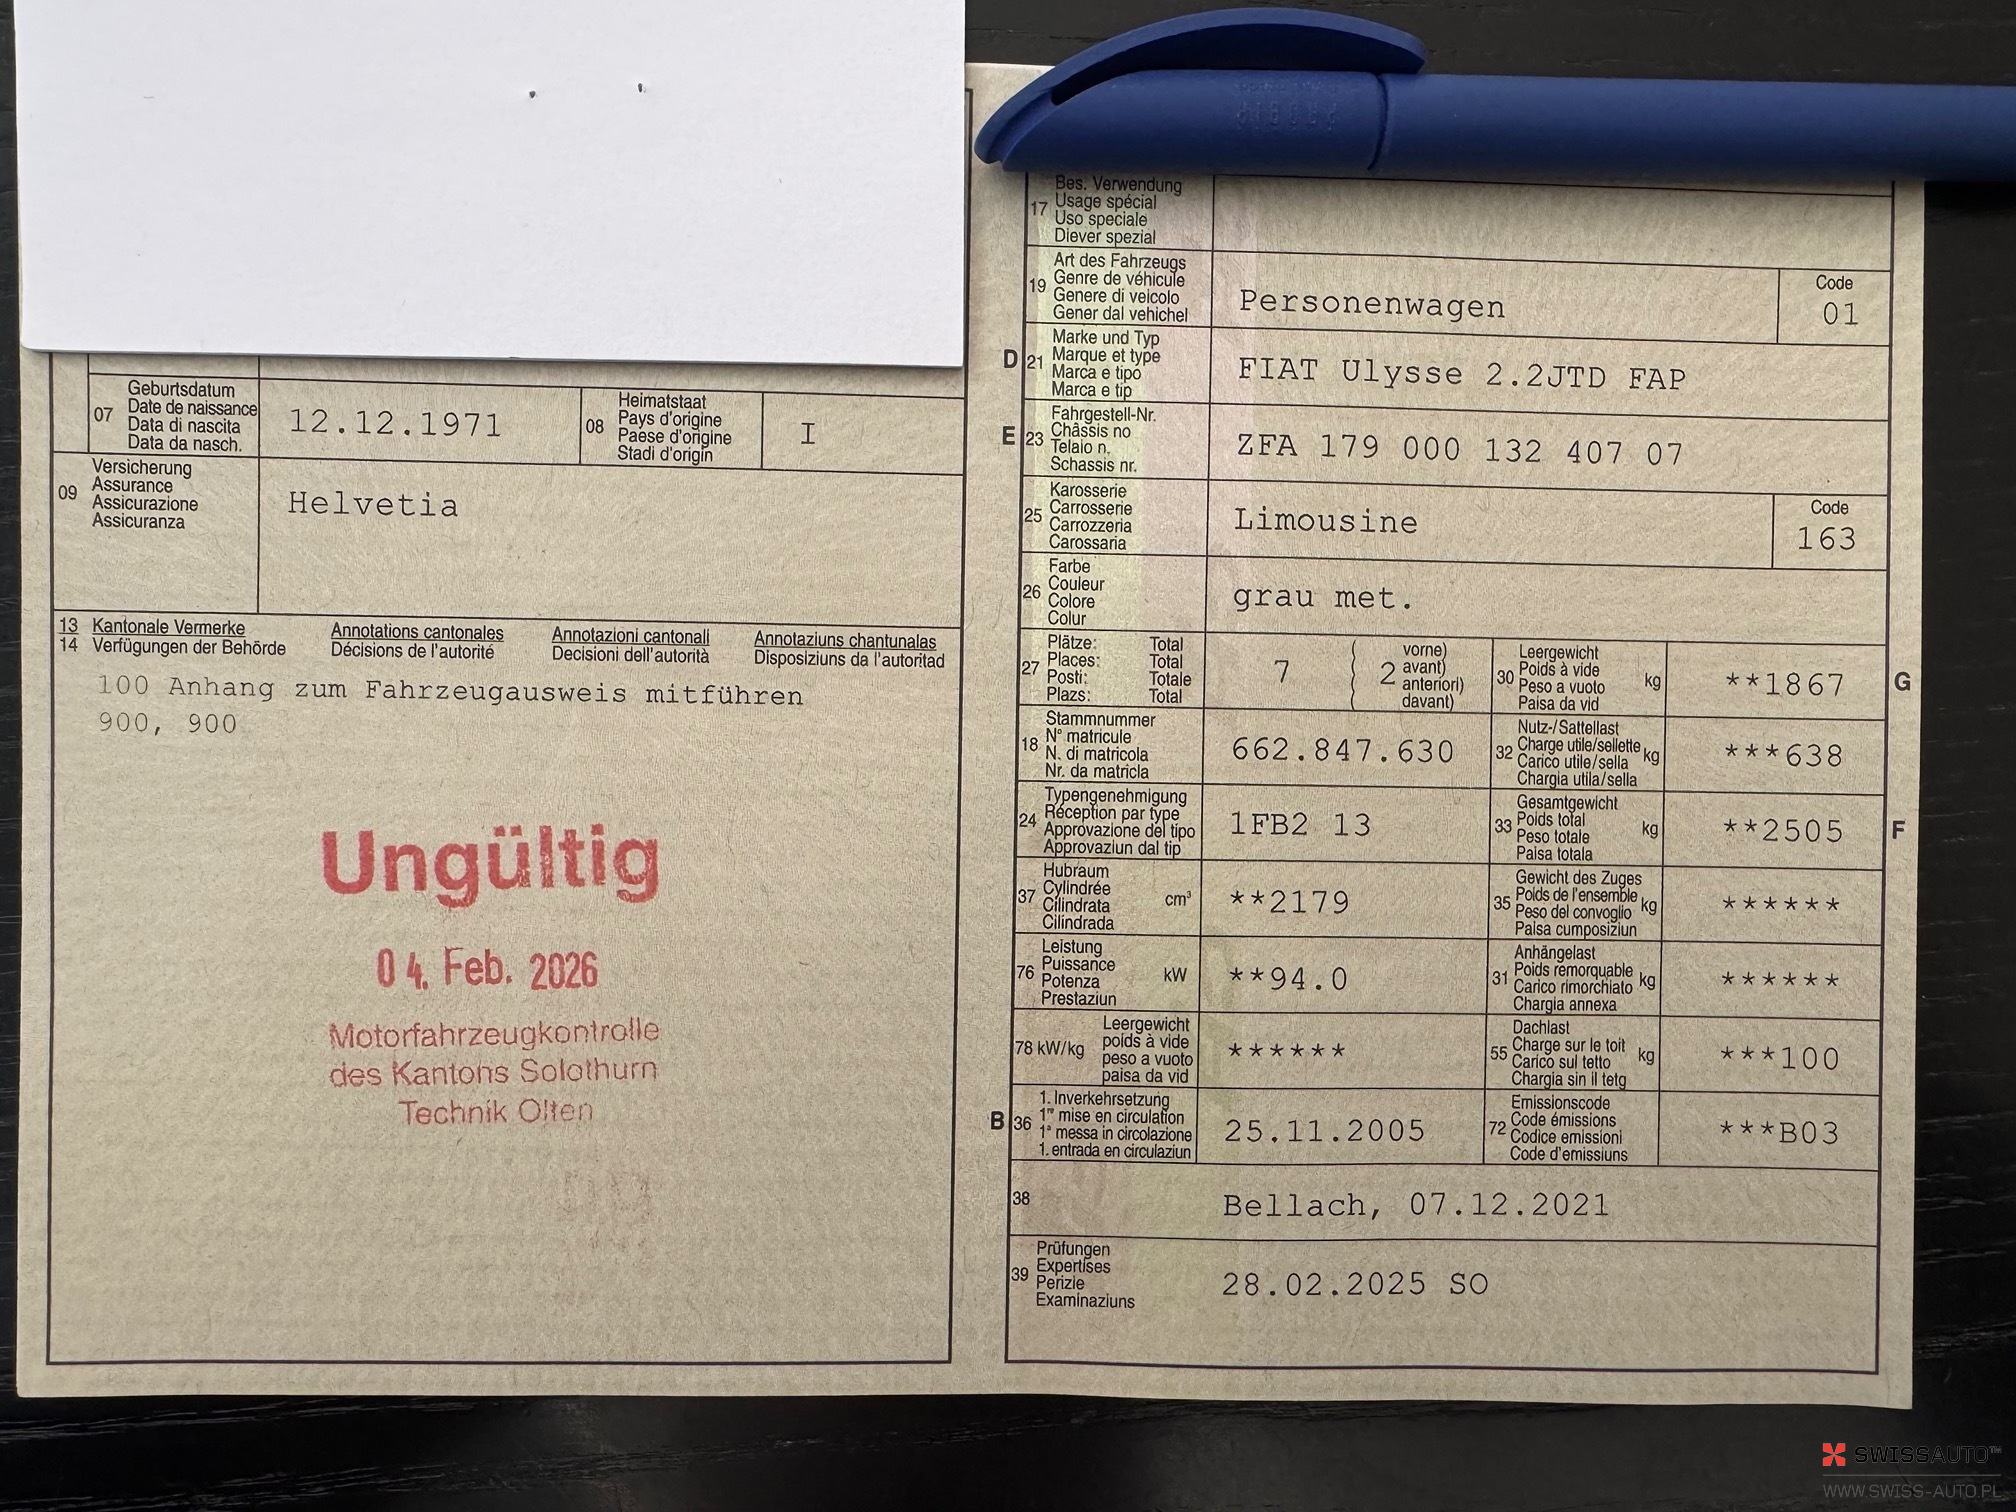 Geburtsdatum
07 Date de naissance
Data di nascita
Data da nasch.
12.12.1971
Heimatstaat
08 Pays d'origine
Paese d'origine
Stadi d'origin
I
Versicherung
09 Assurance
Assicurazione
Assicuranza
Helvetia
13 Kantonale Vermerke Annotations cantonales Annotazioni cantonali Annotaziuns chantunalas
14 Verfügungen der Behörde Décisions de l'autorité Decisioni dell'autorità Disposiziuns da l'autoritad
100 Anhang zum Fahrzeugausweis mitführen
900, 900
Ungültig
04. Feb. 2026
Motorfahrzeugkontrolle
des Kantons Solothurn
Technik Olten
Bes. Verwendung
17 Usage spécial
Uso speciale
Diever spezial
Art des Fahrzeugs
19 Genre de véhicule
Genere di veicolo
Gener dal vehichel
Personenwagen
Code
01
Marke und Typ
D 21 Marque et type
Marca e tipo
Marca e tip
FIAT Ulysse 2.2JTD FAP
Fahrgestell-Nr.
E 23 Châssis no
Telaio n.
Schassis nr.
ZFA 179 000 132 407 07
Karosserie
25 Carrosserie
Carrozzeria
Carossaria
Limousine
Code
163
Farbe
26 Couleur
Colore
Colur
grau met.
Plätze: Total
27 Places: Total
Posti: Totale
Plazs: Total
7
2
vorne)
avant)
anteriori)
davant)
Leergewicht
30 Poids à vide kg
Peso a vuoto
Paisa da vid
**1867
G
Stammnummer
18 N° matricule
N. di matricola
Nr. da matricla
662.847.630
Nutz-/Sattellast
32 Charge utile/sellette kg
Carico utile/sella
Chargia utila/sella
***638
Typengenehmigung
24 Réception par type
Approvazione del tipo
Approvaziun dal tip
1FB2 13
Gesamtgewicht
33 Poids total kg
Peso totale
Paisa totala
**2505
F
Hubraum
37 Cylindrée cm³
Cilindrata
Cilindrada
**2179
Gewicht des Zuges
35 Poids de l'ensemble kg
Peso del convoglio
Paisa cumposiziun
******
Leistung
76 Puissance kW
Potenza
Prestaziun
**94.0
Anhängelast
31 Poids remorquable kg
Carico rimorchiato
Chargia annexa
******
Leergewicht
78 kW/kg poids à vide
peso a vuoto
paisa da vid
******
Dachlast
55 Charge sur le toit kg
Carico sul tetto
Chargia sin il tetg
***100
1. Inverkehrsetzung
B 36 1re mise en circulation
1a messa in circolazione
1. entrada en circulaziun
25.11.2005
Emissionscode
72 Code émissions
Codice emissioni
Code d'emissiuns
***B03
38 Bellach, 07.12.2021
Prüfungen
39 Expertises
Perizie
Examinaziuns
28.02.2025 SO
SWISSAUTO™
WWW.SWISS-AUTO.PL